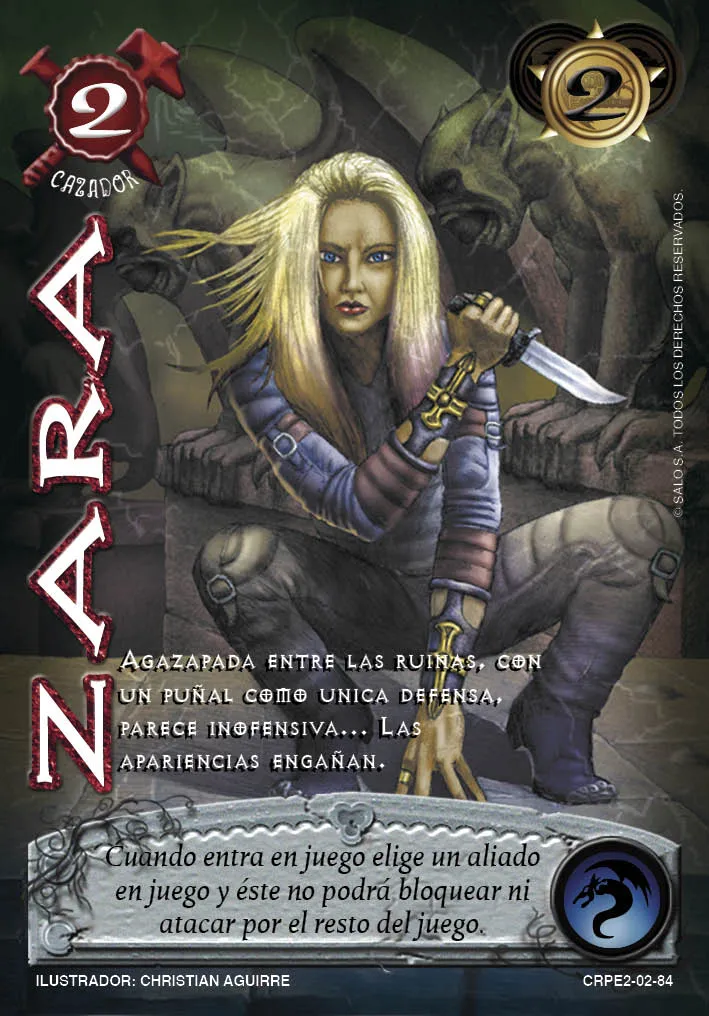 2
CAZADOR
2
ZARA
© SALO S.A. TODOS LOS DERECHOS RESERVADOS.
AGAZAPADA ENTRE LAS RUINAS, CON
UN PUÑAL COMO UNICA DEFENSA,
PARECE INOFENSIVA... LAS
APARIENCIAS ENGAÑAN.
Cuando entra en juego elige un aliado
en juego y éste no podrá bloquear ni
atacar por el resto del juego.
ILUSTRADOR: CHRISTIAN AGUIRRE
CRPE2-02-84